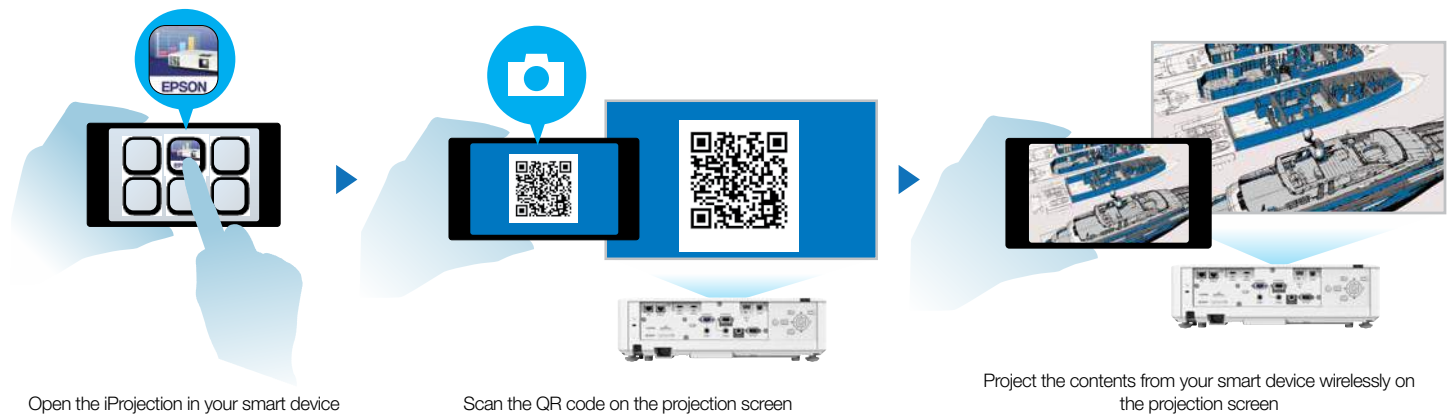 EPSON
Open the iProjection in your smart device
Scan the QR code on the projection screen
Project the contents from your smart device wirelessly on
the projection screen